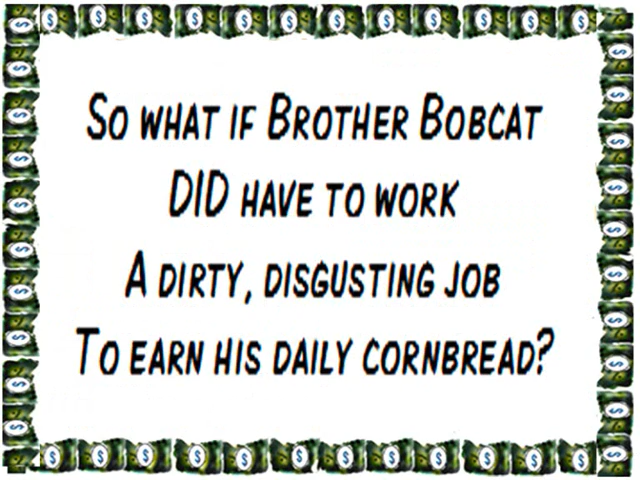 So what if Brother Bobcat
DID have to work
A dirty, disgusting job
To earn his daily cornbread?